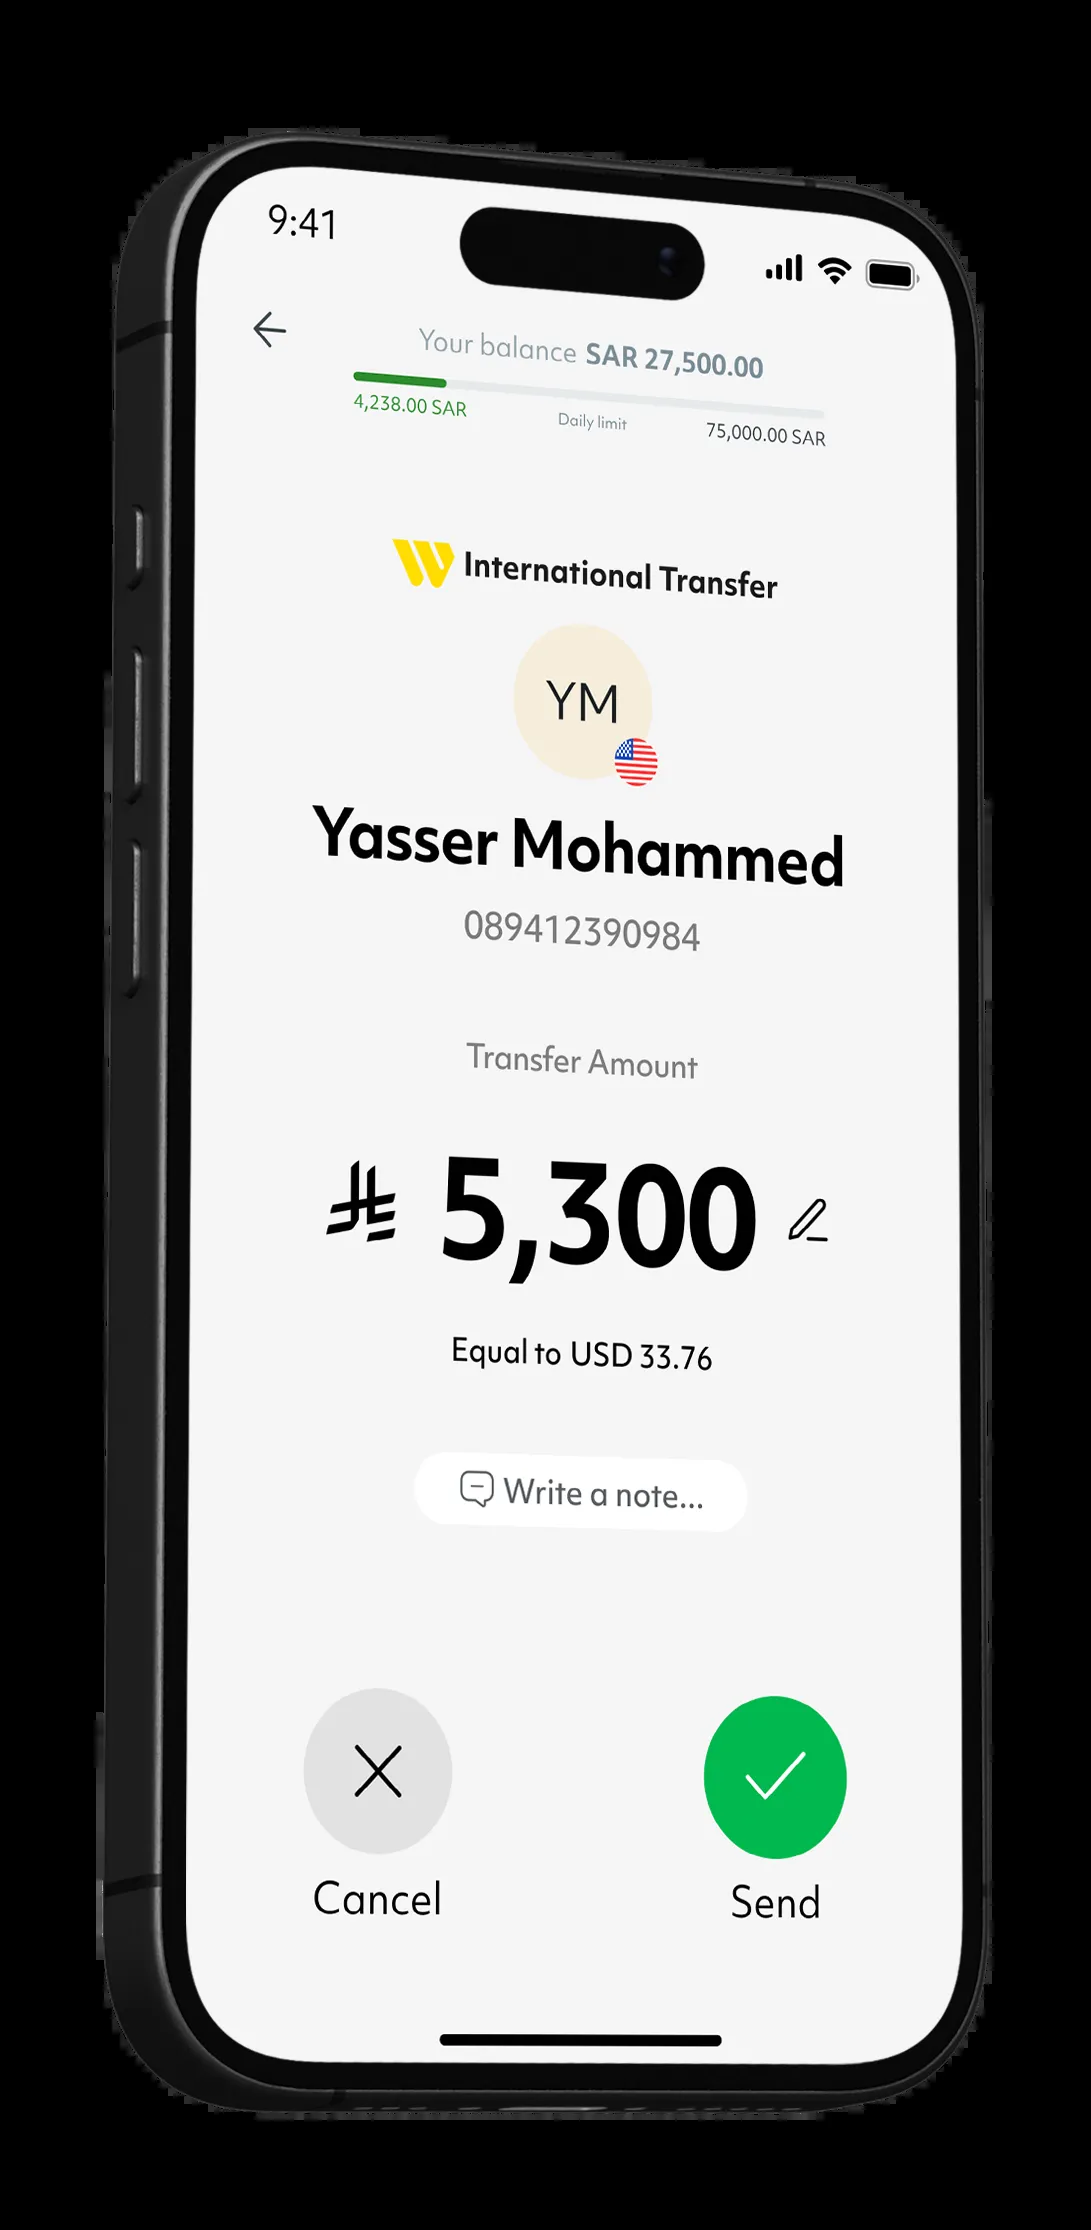 9:41
Your balance SAR 27,500.00
4,238.00 SAR
Daily limit
75,000.00 SAR
International Transfer
YM
Yasser Mohammed
089412390984
Transfer Amount
5,300
Equal to USD 33.76
Write a note...
Cancel
Send